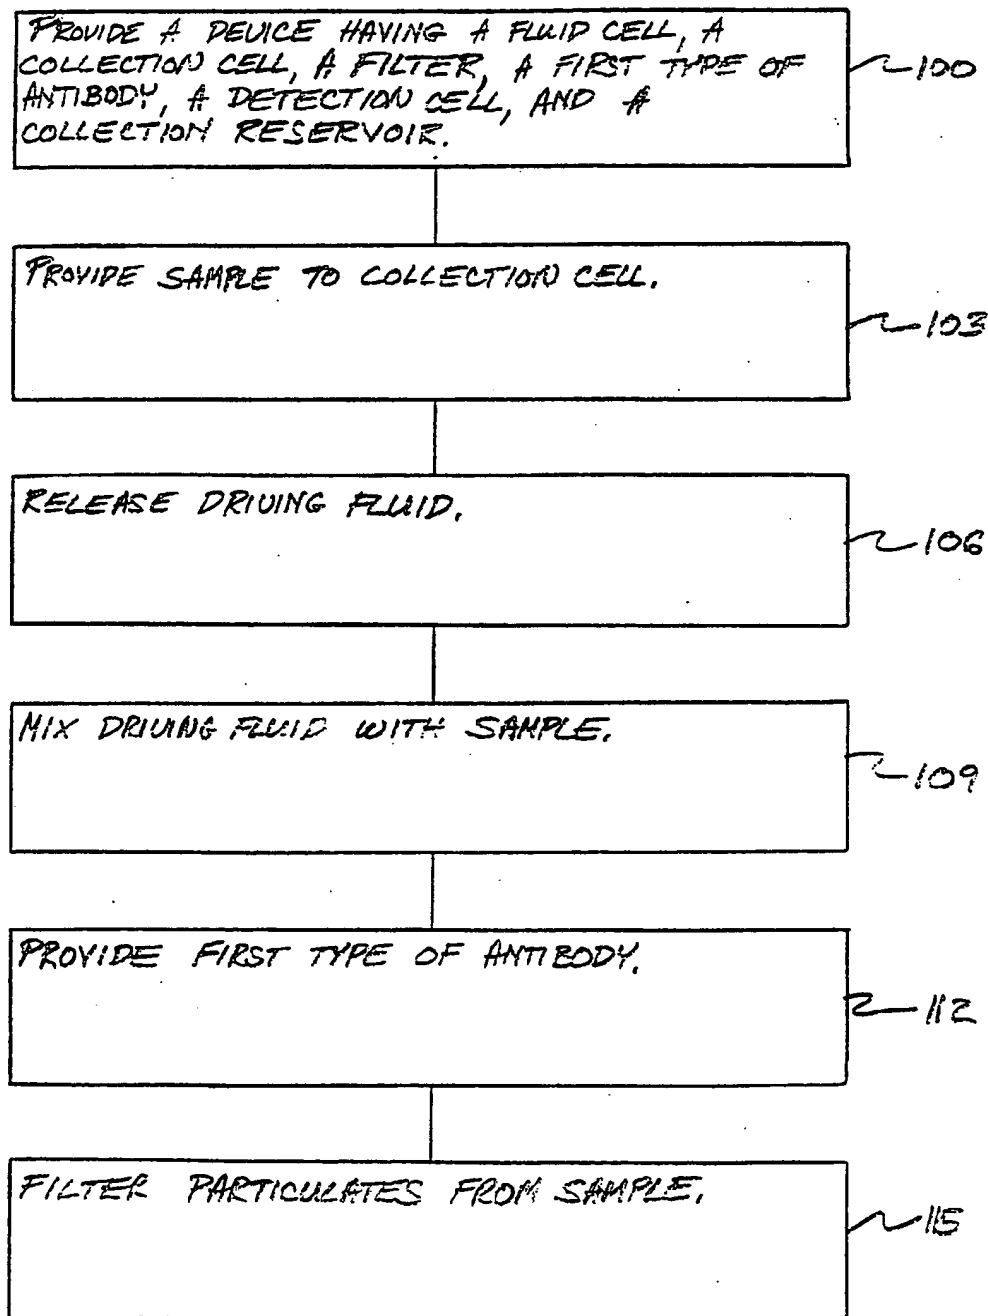 PROVIDE A DEVICE HAVING A FLUID CELL, A
COLLECTION CELL, A FILTER, A FIRST TYPE OF
ANTIBODY, A DETECTION CELL, AND A
COLLECTION RESERVOIR.
100
PROVIDE SAMPLE TO COLLECTION CELL.
103
RELEASE DRIVING FLUID.
106
MIX DRIVING FLUID WITH SAMPLE.
109
PROVIDE FIRST TYPE OF ANTIBODY.
112
FILTER PARTICULATES FROM SAMPLE.
115